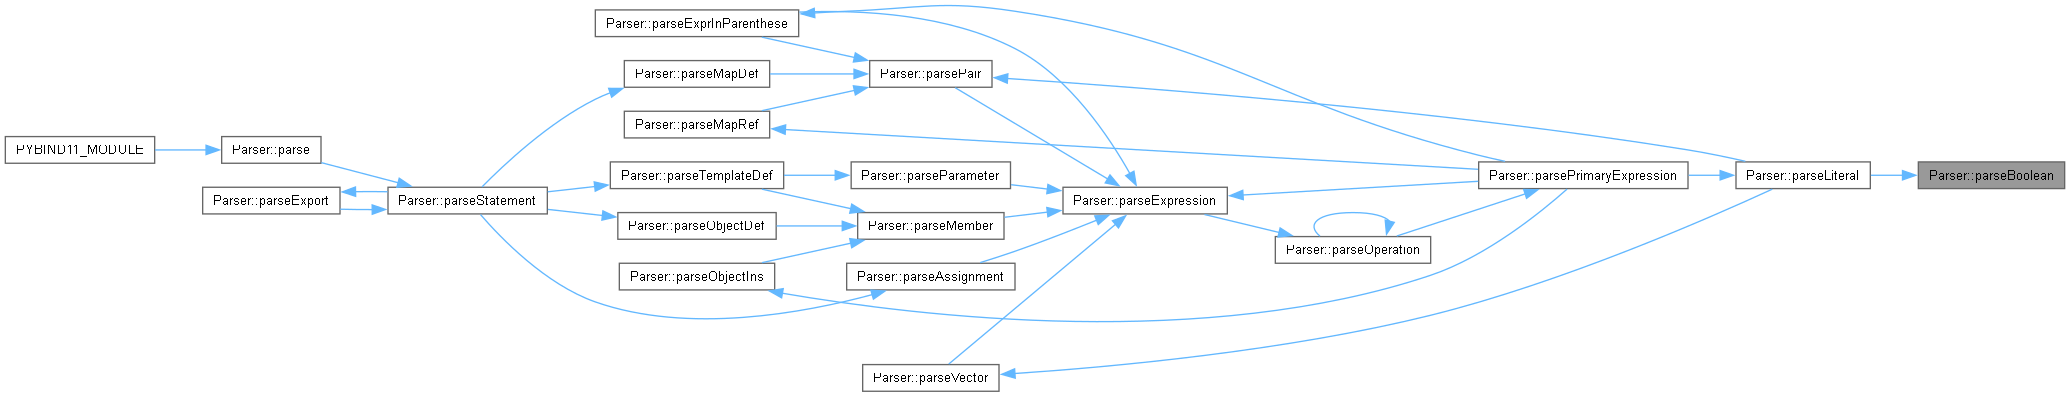 Parser::parseExprInParenthese
Parser::parseMapDef
Parser::parsePair
Parser::parseMapRef
PYBIND11_MODULE
Parser::parse
Parser::parseTemplateDef
Parser::parseParameter
Parser::parsePrimaryExpression
Parser::parseLiteral
Parser::parseBoolean
Parser::parseExport
Parser::parseStatement
Parser::parseExpression
Parser::parseObjectDef
Parser::parseMember
Parser::parseOperation
Parser::parseObjectIns
Parser::parseAssignment
Parser::parseVector